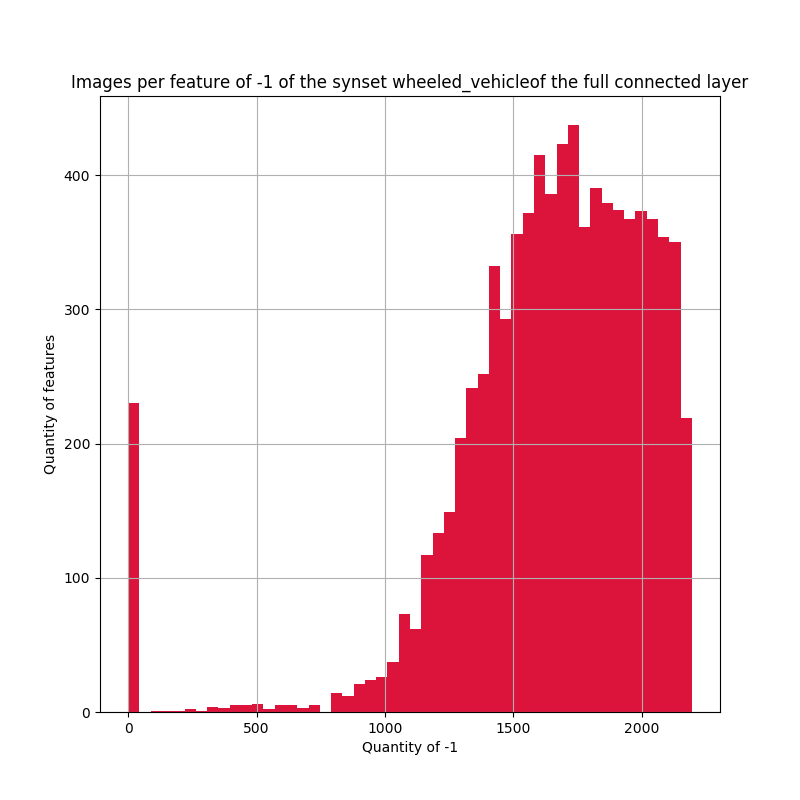 Images per feature of -1 of the synset wheeled_vehicleof the full connected layer
400
300
200
100
0
Quantity of features
0 500 1000 1500 2000
Quantity of -1